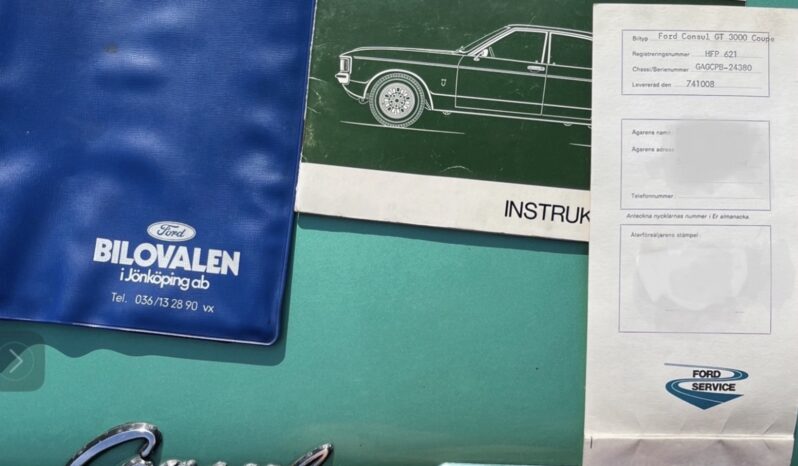 Ford
BILOVALEN
i Jönköping ab
Tel. 036/13 28 90 vx
INSTRUK
Biltyp Ford Consul GT 3000 Coupe
Registreringsnummer HFP 621
Chassi/Serienummer GAGCPB-24380
Levererad den 741008
Ägarens namn
Ägarens adress
Telefonnummer
Anteckna nycklarnas nummer i Er almanacka.
Återförsäljarens stämpel
FORD
SERVICE